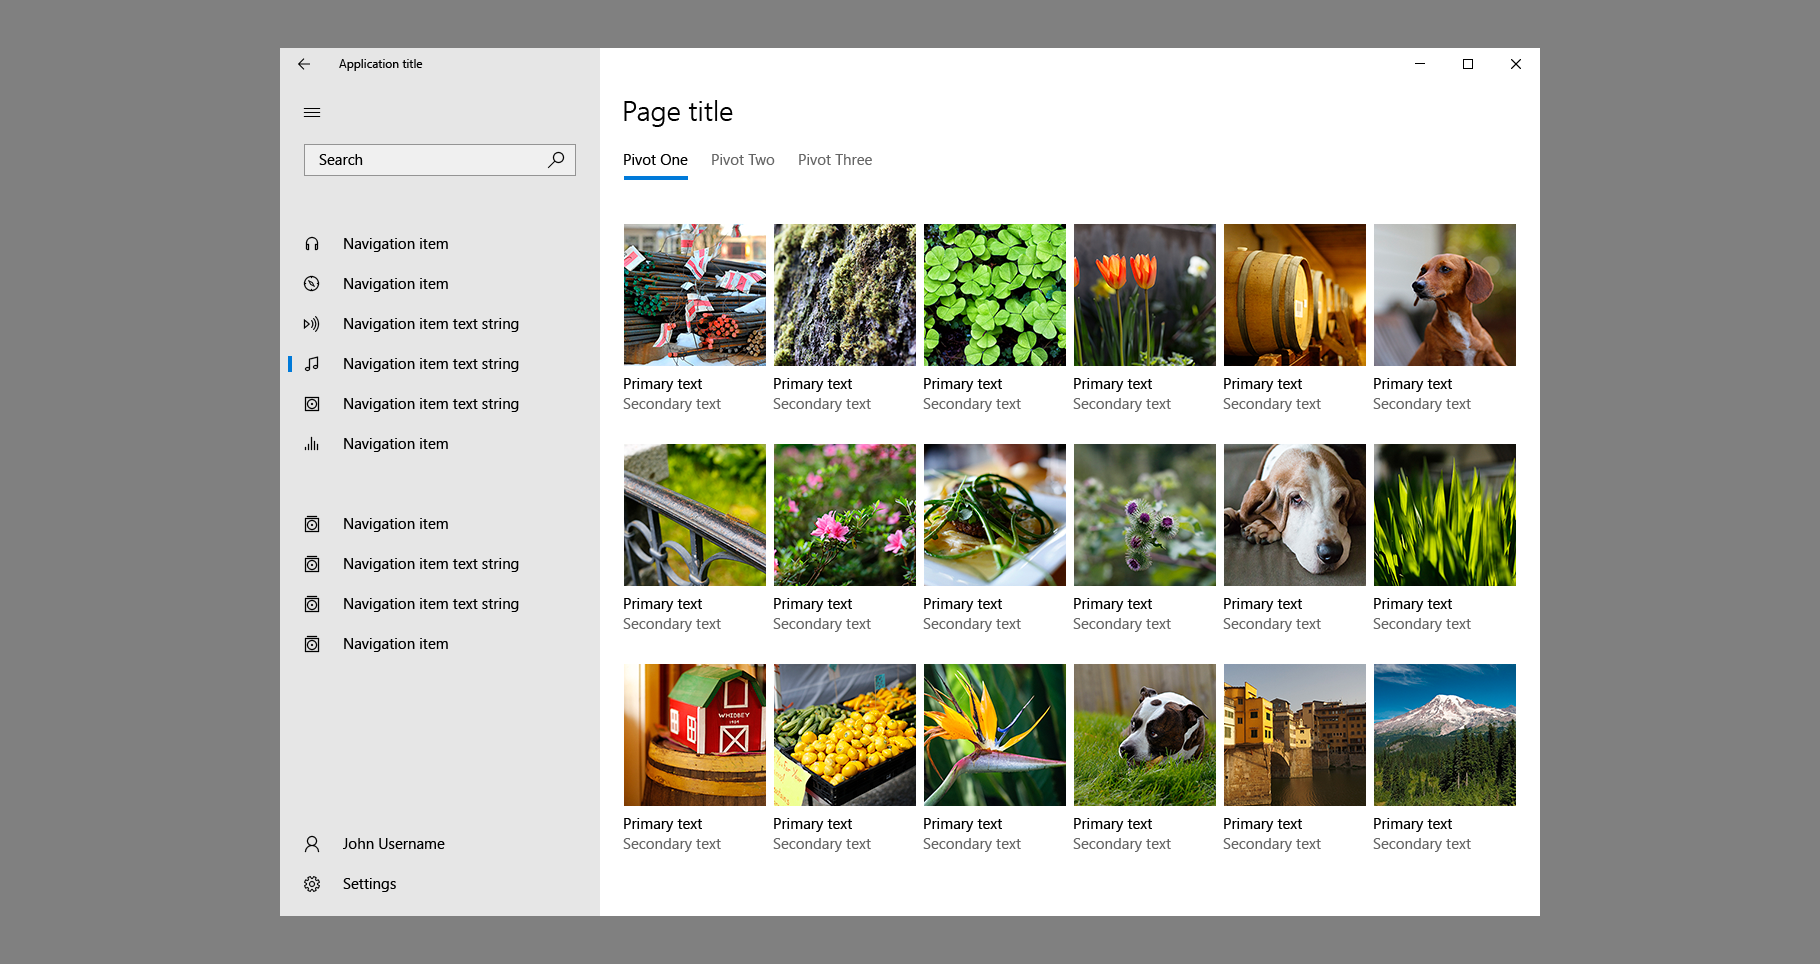 Application title
Search
Navigation item
Navigation item
Navigation item text string
Navigation item text string
Navigation item text string
Navigation item
Navigation item
Navigation item text string
Navigation item text string
Navigation item
John Username
Settings
Page title
Pivot One Pivot Two Pivot Three
Primary text Primary text Primary text Primary text Primary text Primary text
Secondary text Secondary text Secondary text Secondary text Secondary text Secondary text
Primary text Primary text Primary text Primary text Primary text Primary text
Secondary text Secondary text Secondary text Secondary text Secondary text Secondary text
WHIDBEY
Primary text Primary text Primary text Primary text Primary text Primary text
Secondary text Secondary text Secondary text Secondary text Secondary text Secondary text